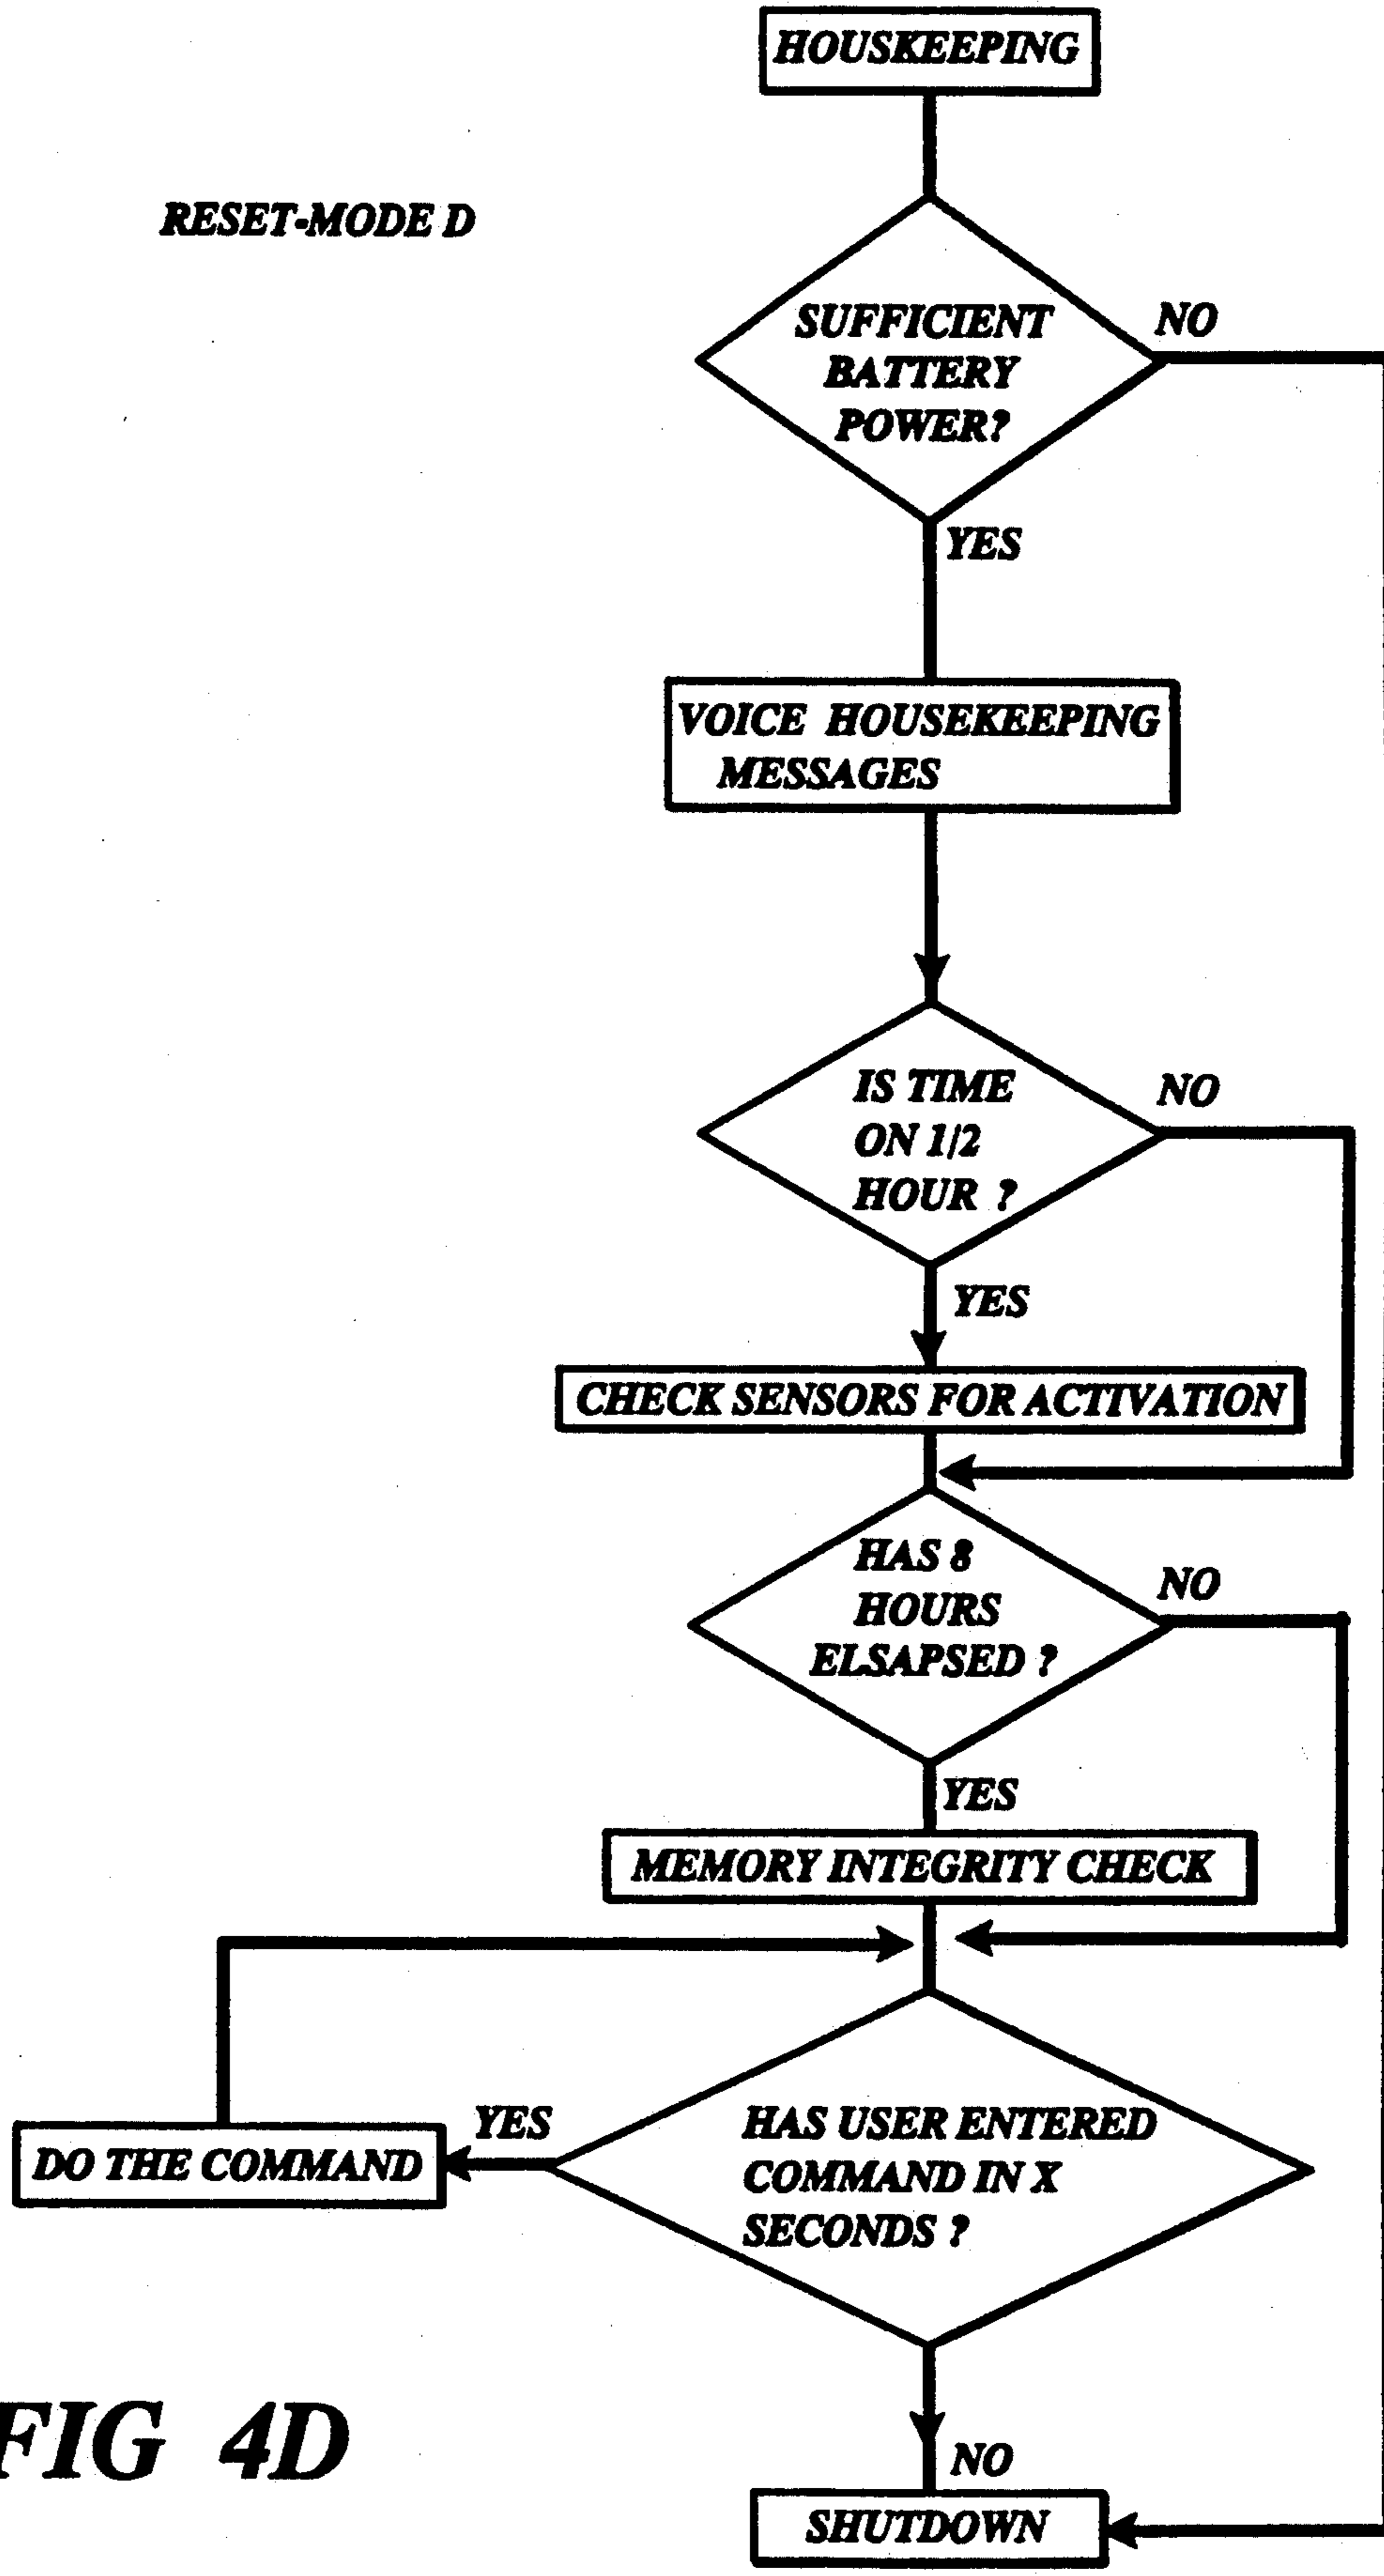 HOUSKEEPING
RESET-MODE D
SUFFICIENT
BATTERY
POWER?
NO
YES
VOICE HOUSEKEEPING
MESSAGES
IS TIME
ON 1/2
HOUR ?
NO
YES
CHECK SENSORS FOR ACTIVATION
HAS 8
HOURS
ELSAPSED ?
NO
YES
MEMORY INTEGRITY CHECK
HAS USER ENTERED
COMMAND IN X
SECONDS ?
YES
DO THE COMMAND
NO
SHUTDOWN
FIG 4D